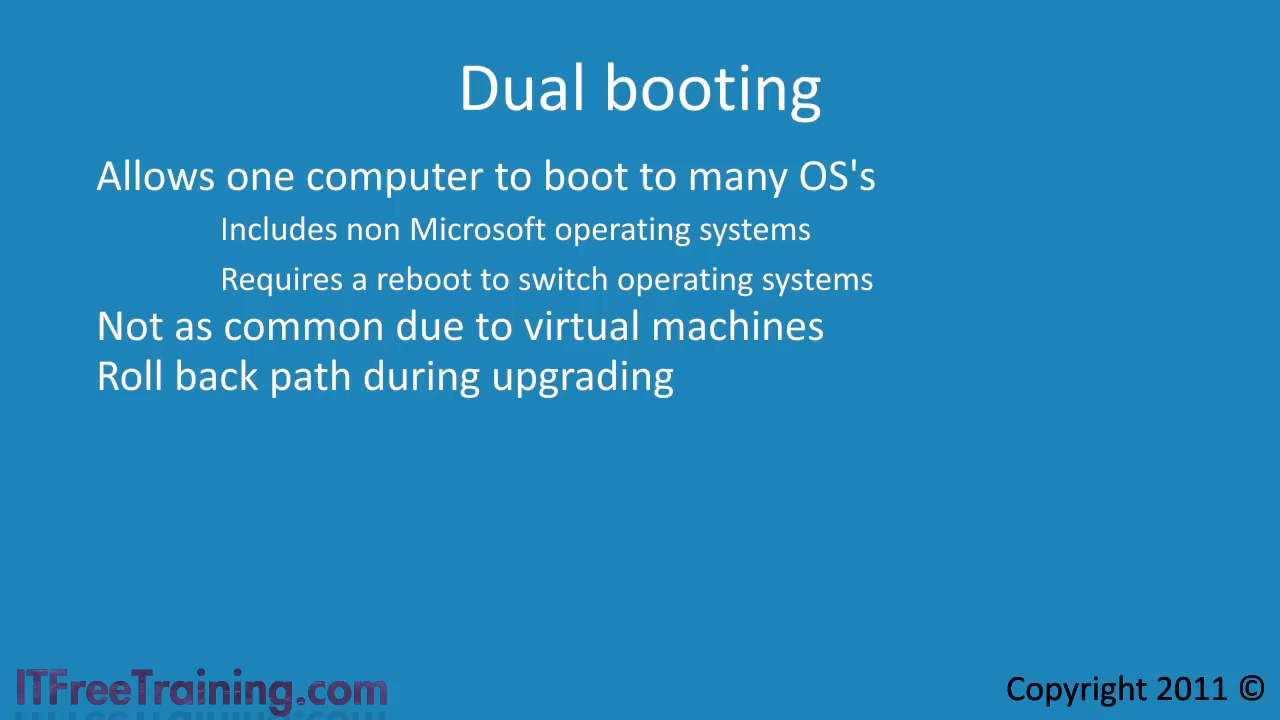 Dual booting
Allows one computer to boot to many OS's
Includes non Microsoft operating systems
Requires a reboot to switch operating systems
Not as common due to virtual machines
Roll back path during upgrading
ITFreeTraining.com
Copyright 2011 ©